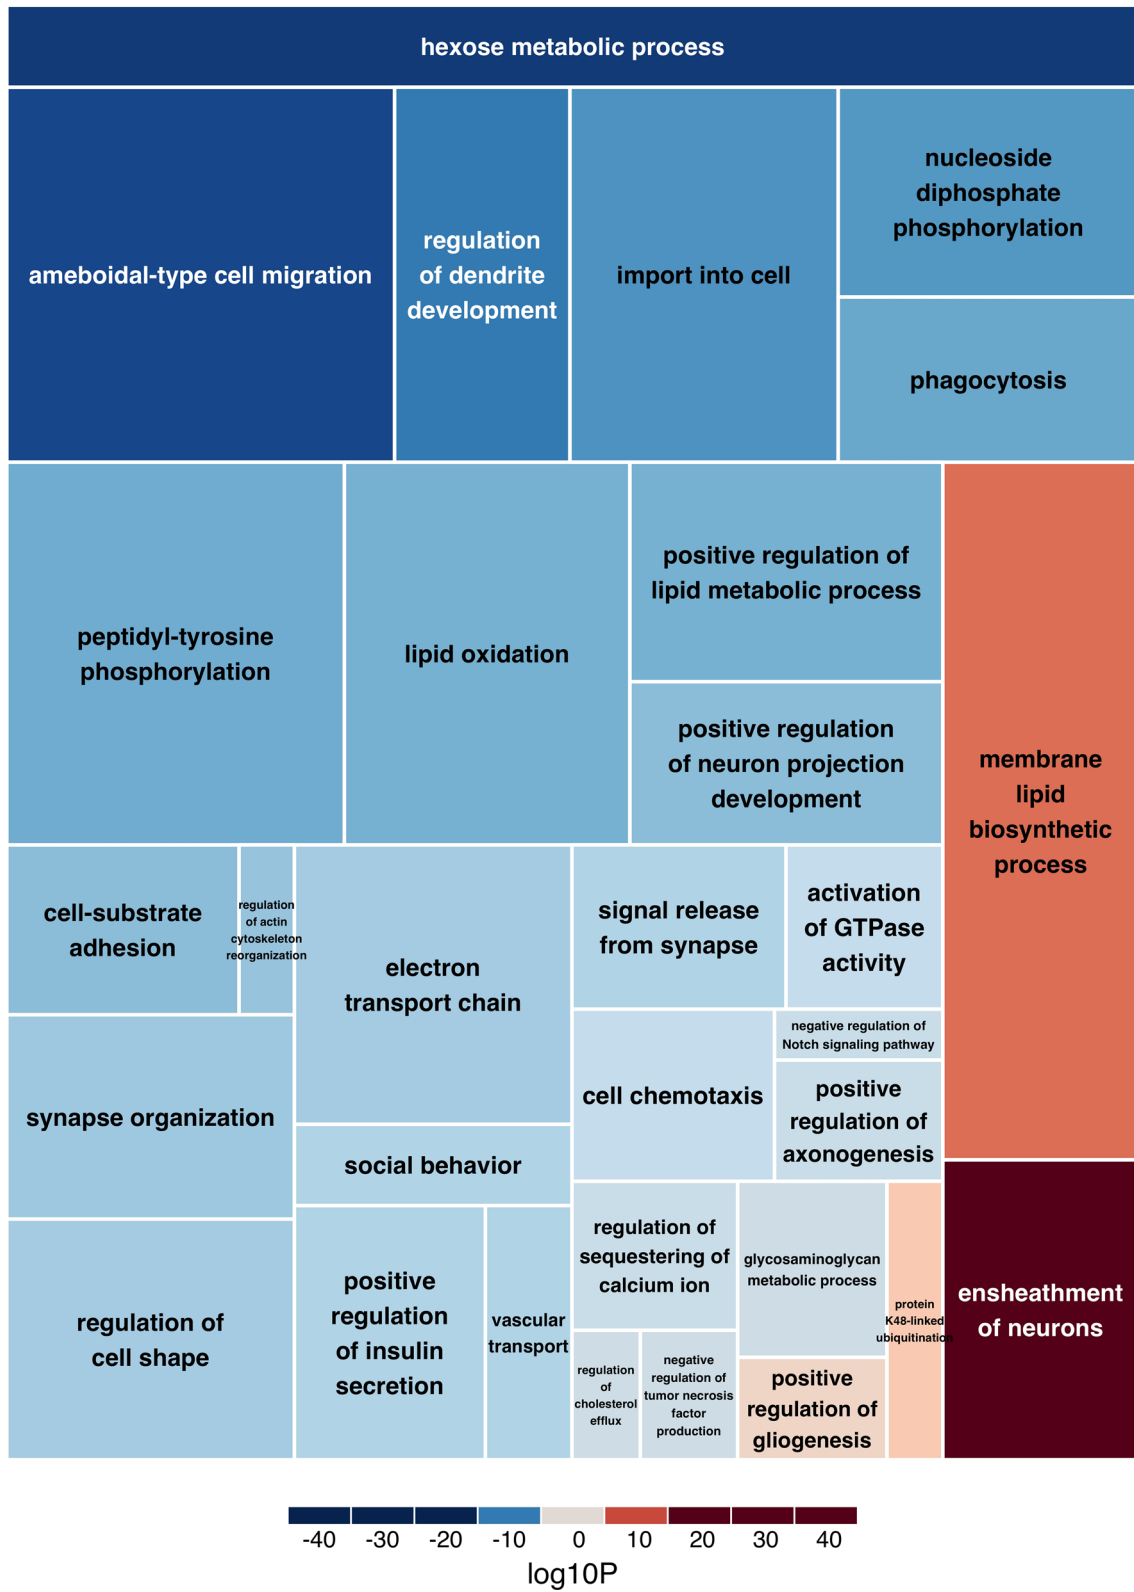 hexose metabolic process
ameboidal-type cell migration
regulation
of dendrite
development
import into cell
nucleoside
diphosphate
phosphorylation
phagocytosis
peptidyl-tyrosine
phosphorylation
lipid oxidation
positive regulation of
lipid metabolic process
positive regulation
of neuron projection
development
membrane
lipid
biosynthetic
process
cell-substrate
adhesion
regulation
of actin
cytoskeleton
reorganization
electron
transport chain
signal release
from synapse
activation
of GTPase
activity
synapse organization
cell chemotaxis
negative regulation of
Notch signaling pathway
positive
regulation of
axonogenesis
social behavior
regulation of
cell shape
positive
regulation
of insulin
secretion
vascular
transport
regulation of
sequestering of
calcium ion
glycosaminoglycan
metabolic process
protein
K48-linked
ubiquitination
ensheathment
of neurons
regulation
of
cholesterol
efflux
negative
regulation of
tumor necrosis
factor
production
positive
regulation of
gliogenesis
-40 -30 -20 -10 0 10 20 30 40
log10P